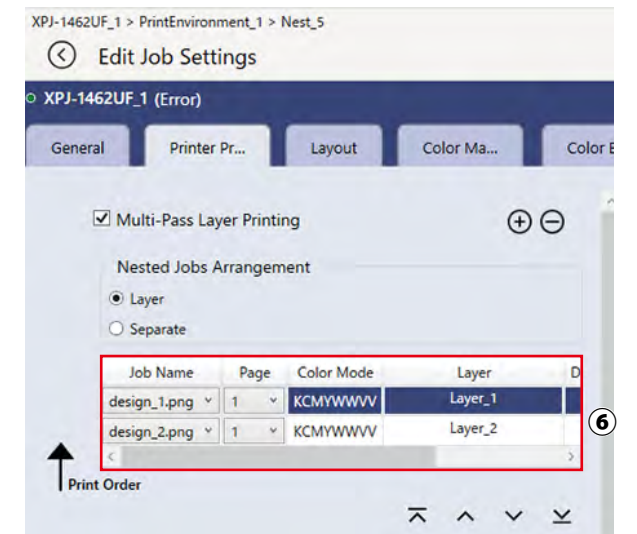 XPJ-1462UF_1 > PrintEnvironment_1 > Nest_5
Edit Job Settings
XPJ-1462UF_1 (Error)
General Printer Pr... Layout Color Ma... Color
Multi-Pass Layer Printing
Nested Jobs Arrangement
Layer
Separate
Job Name Page Color Mode Layer D
design_1.png 1 KCMYWWVV Layer_1
design_2.png 1 KCMYWWVV Layer_2
⑥
Print Order